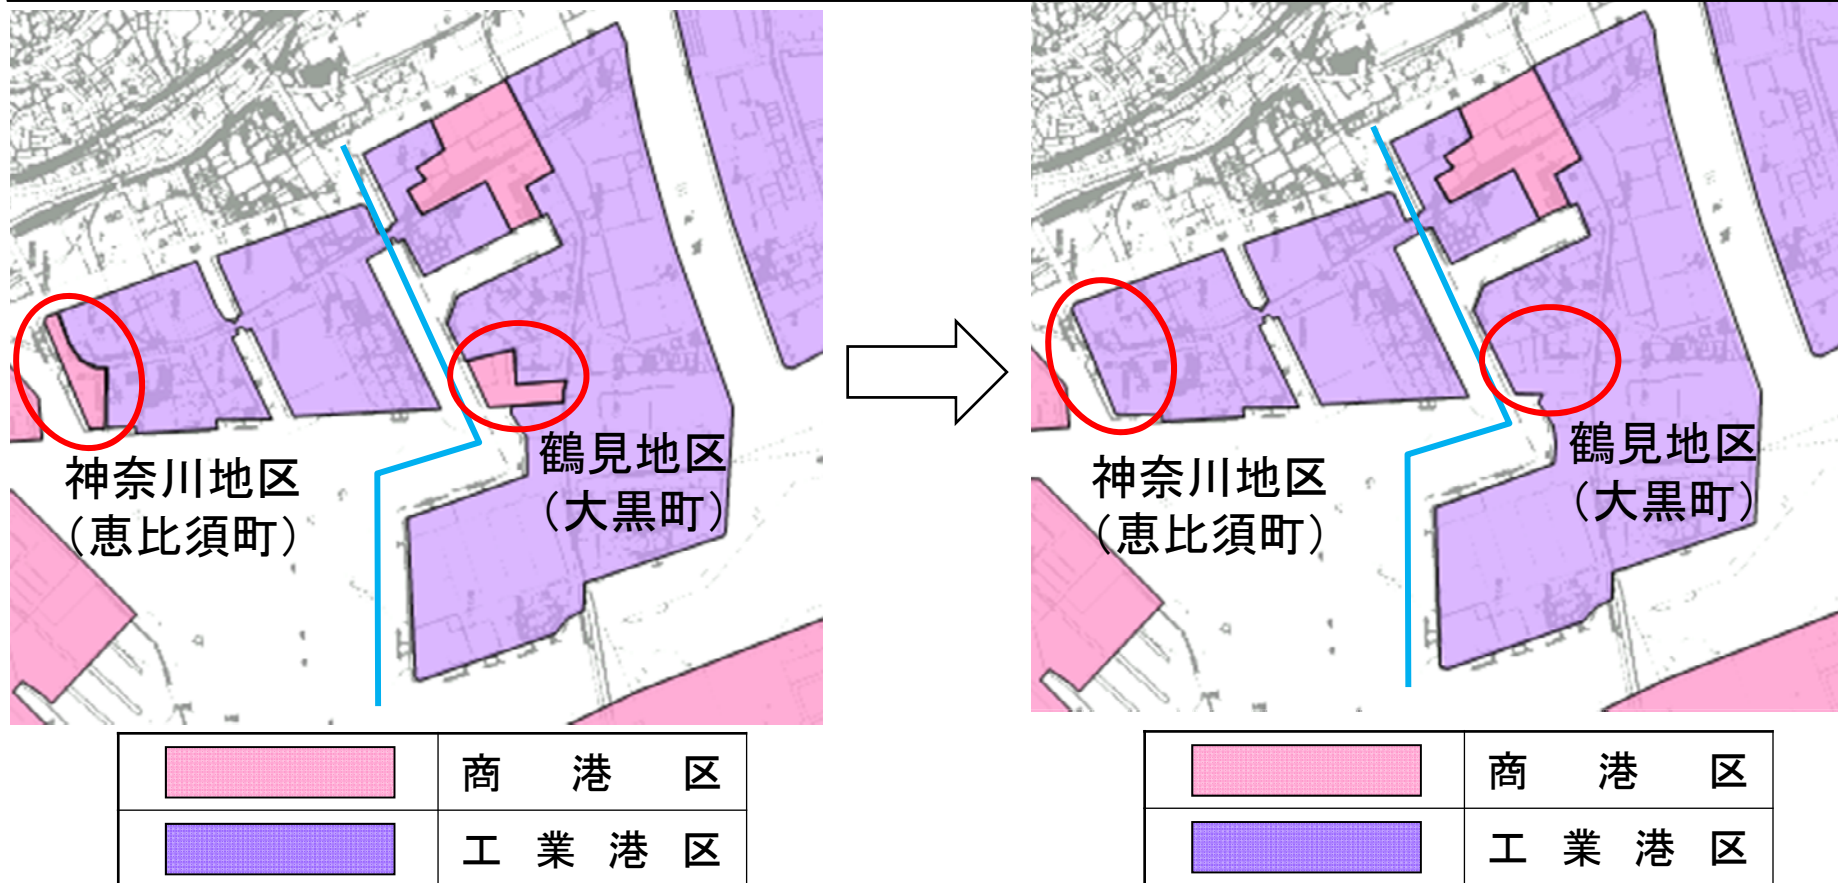 神奈川地区
（恵比須町）
鶴見地区
（大黒町）
商港区
工業港区
神奈川地区
（恵比須町）
鶴見地区
（大黒町）
商港区
工業港区